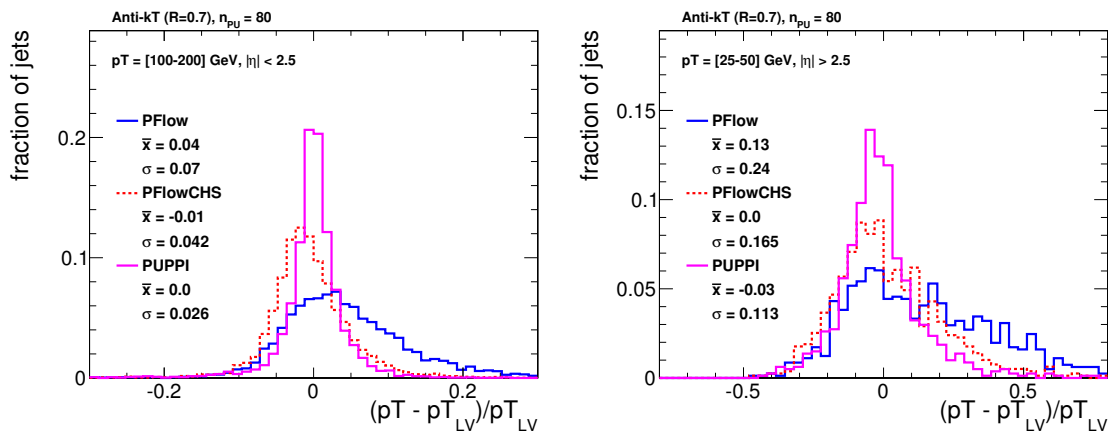 Anti-kT (R=0.7), n_PU = 80
fraction of jets
pT = [100-200] GeV, |η| < 2.5
PFlow
x̄ = 0.04
σ = 0.07
PFlowCHS
x̄ = -0.01
σ = 0.042
PUPPI
x̄ = 0.0
σ = 0.026
0.2
0.1
0
-0.2 0 0.2
(pT - pT_LV)/pT_LV
Anti-kT (R=0.7), n_PU = 80
fraction of jets
pT = [25-50] GeV, |η| > 2.5
PFlow
x̄ = 0.13
σ = 0.24
PFlowCHS
x̄ = 0.0
σ = 0.165
PUPPI
x̄ = -0.03
σ = 0.113
0.15
0.1
0.05
0
-0.5 0 0.5
(pT - pT_LV)/pT_LV